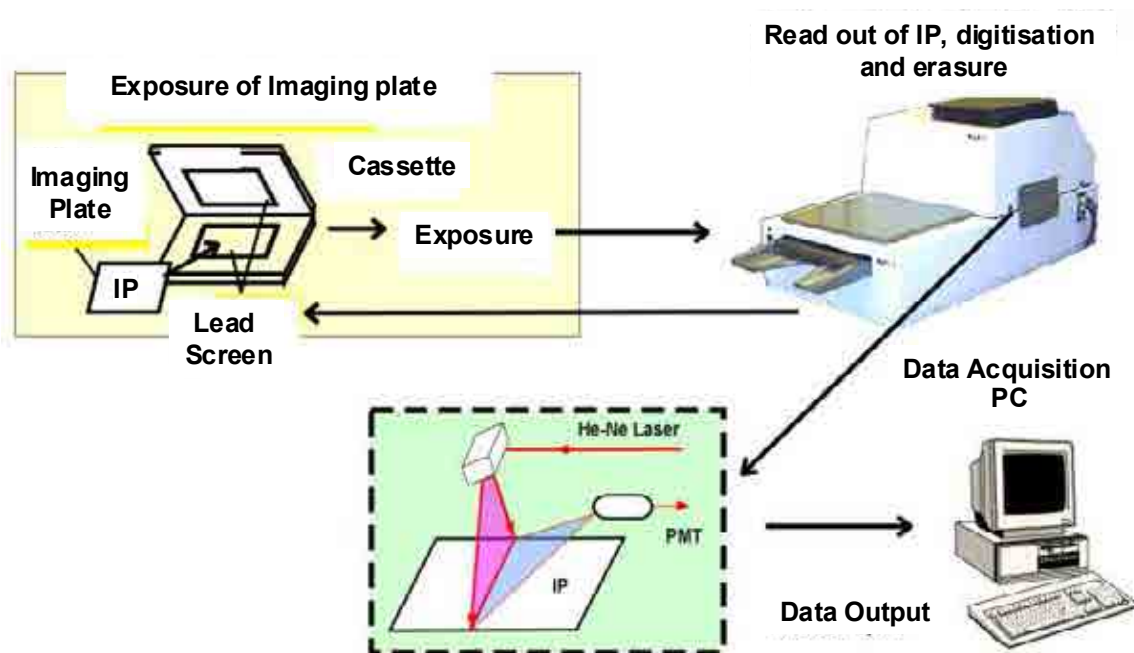 Read out of IP, digitisation
and erasure
Exposure of Imaging plate
Cassette
Imaging
Plate
Exposure
IP
Lead
Screen
Data Acquisition
PC
He-Ne Laser
PMT
IP
Data Output